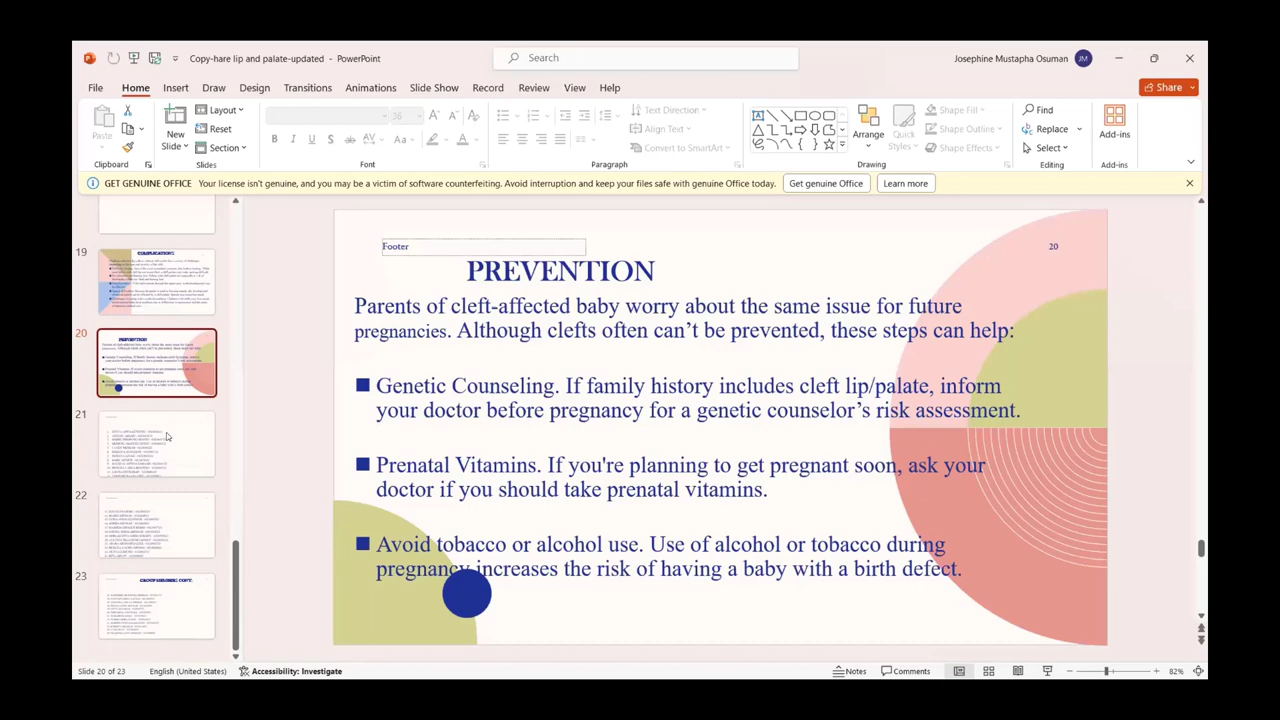 Copy-hare lip and palate-updated - PowerPoint
Search
Josephine Mustapha Osuman
JM
File Home Insert Draw Design Transitions Animations Slide Show Record Review View Help
Share
Paste
Clipboard
New Slide
Layout
Reset
Section
Slides
36
Font
Text Direction
Align Text
Convert to SmartArt
Paragraph
Arrange
Quick Styles
Shape Fill
Shape Outline
Shape Effects
Drawing
Find
Replace
Select
Editing
Add-ins
Add-ins
GET GENUINE OFFICE Your license isn't genuine, and you may be a victim of software counterfeiting. Avoid interruption and keep your files safe with genuine Office today.
Get genuine Office
Learn more
19
COMPLICATIONS
20
PREVENTION
21
22
23
GROUP MEMBERS CONT.
Footer
20
PREVENTION
Parents of cleft-affected baby worry about the same issue for future
pregnancies. Although clefts often can’t be prevented, these steps can help:
■ Genetic Counseling. If family history includes cleft lip/palate, inform
your doctor before pregnancy for a genetic counselor’s risk assessment.
■ Prenatal Vitamins. If you're planning to get pregnant soon, ask your
doctor if you should take prenatal vitamins.
■ Avoid tobacco or alcohol use. Use of alcohol or tobacco during
pregnancy increases the risk of having a baby with a birth defect.
Slide 20 of 23
English (United States)
Accessibility: Investigate
Notes
Comments
82%